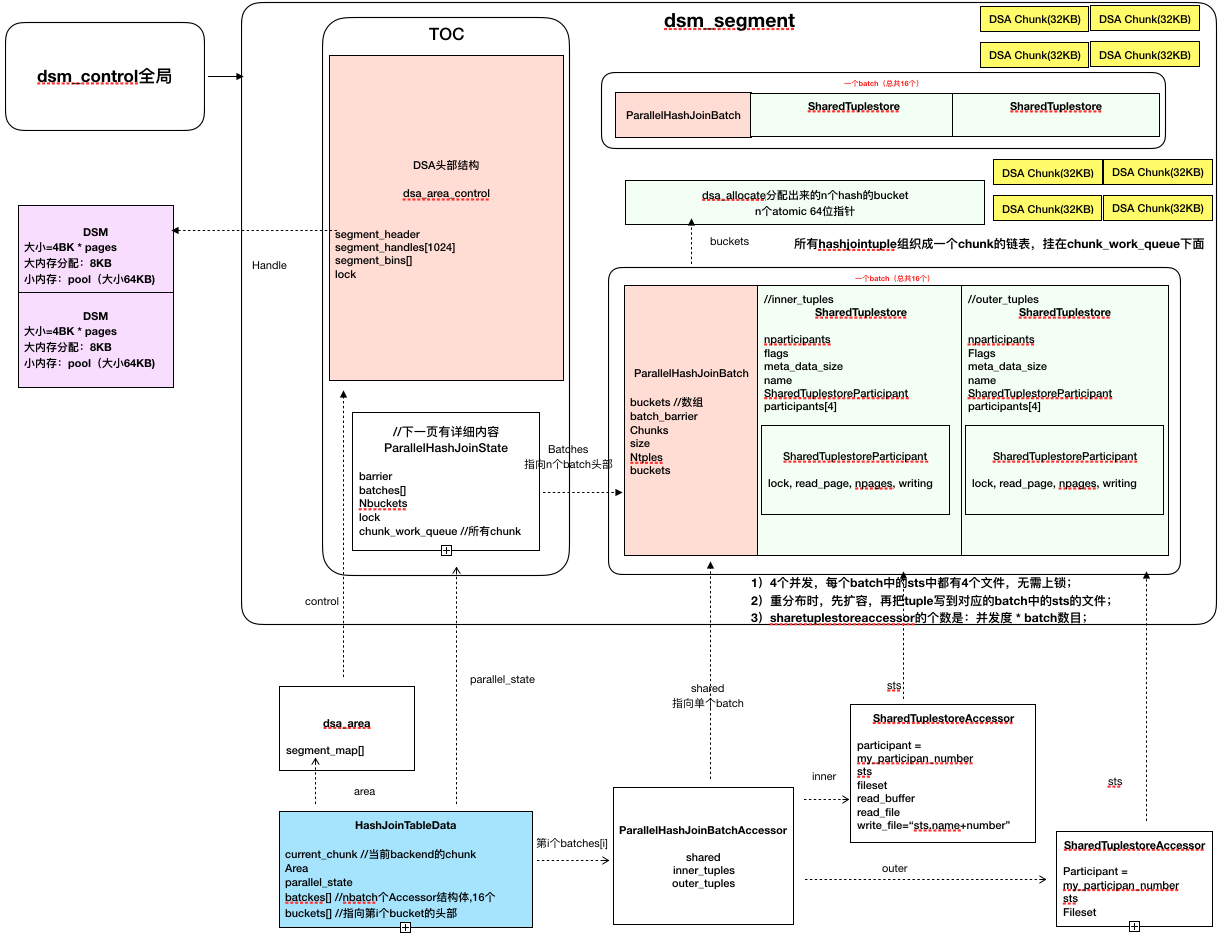 dsm_segment
DSA Chunk(32KB)
DSA Chunk(32KB)
DSA Chunk(32KB)
DSA Chunk(32KB)
TOC
dsm_control全局
一个batch（总共16个）
ParallelHashJoinBatch
SharedTuplestore
SharedTuplestore
DSA头部结构
dsa_area_control
segment_header
segment_handles[1024]
segment_bins[]
lock
DSA Chunk(32KB)
DSA Chunk(32KB)
DSA Chunk(32KB)
DSA Chunk(32KB)
dsa_allocate分配出来的n个hash的bucket
n个atomic 64位指针
buckets
所有hashjointuple组织成一个chunk的链表，挂在chunk_work_queue下面
DSM
大小=4BK * pages
大内存分配：8KB
小内存：pool（大小64KB)
DSM
大小=4BK * pages
大内存分配：8KB
小内存：pool（大小64KB)
Handle
一个batch（总共16个）
ParallelHashJoinBatch
buckets //数组
batch_barrier
Chunks
size
Ntples
buckets
//inner_tuples
SharedTuplestore
nparticipants
flags
meta_data_size
name
SharedTuplestoreParticipant
participants[4]
SharedTuplestoreParticipant
lock, read_page, npages, writing
//outer_tuples
SharedTuplestore
nparticipants
Flags
meta_data_size
name
SharedTuplestoreParticipant
participants[4]
SharedTuplestoreParticipant
lock, read_page, npages, writing
//下一页有详细内容
ParallelHashJoinState
barrier
batches[]
Nbuckets
lock
chunk_work_queue //所有chunk
Batches
指向n个batch头部
1）4个并发，每个batch中的sts中都有4个文件，无需上锁；
2）重分布时，先扩容，再把tuple写到对应的batch中的sts的文件；
3）sharetuplestoreaccessor的个数是：并发度 * batch数目；
control
parallel_state
shared
指向单个batch
sts
sts
dsa_area
segment_map[]
area
HashJoinTableData
current_chunk //当前backend的chunk
Area
parallel_state
batckes[] //nbatch个Accessor结构体,16个
buckets[] //指向第i个bucket的头部
第i个batches[i]
ParallelHashJoinBatchAccessor
shared
inner_tuples
outer_tuples
inner
outer
SharedTuplestoreAccessor
participant =
my_participan_number
sts
fileset
read_buffer
read_file
write_file=“sts.name+number”
SharedTuplestoreAccessor
Participant =
my_participan_number
sts
Fileset